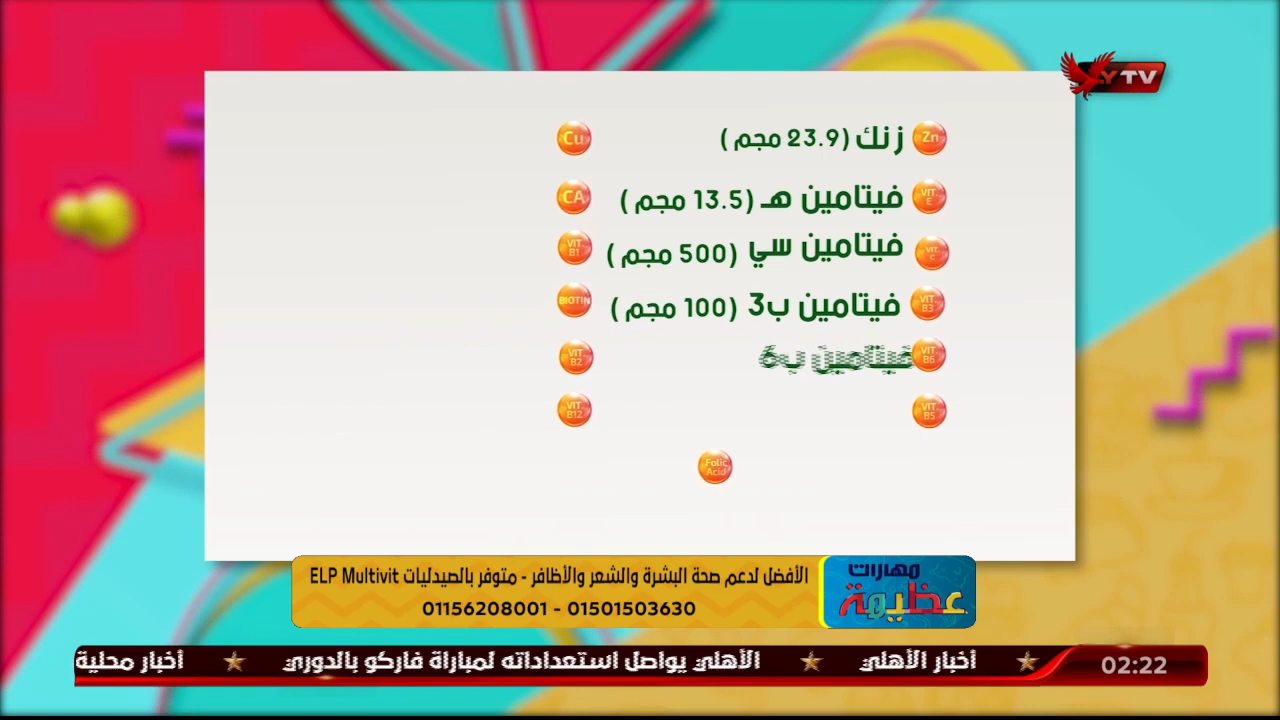 YTV
Zn زنك (23.9 مجم)
Cu
VIT. E فيتامين هـ (13.5 مجم)
CA
VIT. C فيتامين سي (500 مجم)
VIT. B1
VIT. B3 فيتامين ب3 (100 مجم)
BIOTIN
VIT. B6 فيتامين ب6
VIT. B2
VIT. B5
VIT. B12
Folic Acid
مهارات
عظيمة
الأفضل لدعم صحة البشرة والشعر والأظافر - متوفر بالصيدليات ELP Multivit
01156208001 - 01501503630
02:22 أخبار الأهلي الأهلي يواصل استعداداته لمباراة فاركو بالدوري أخبار محلية